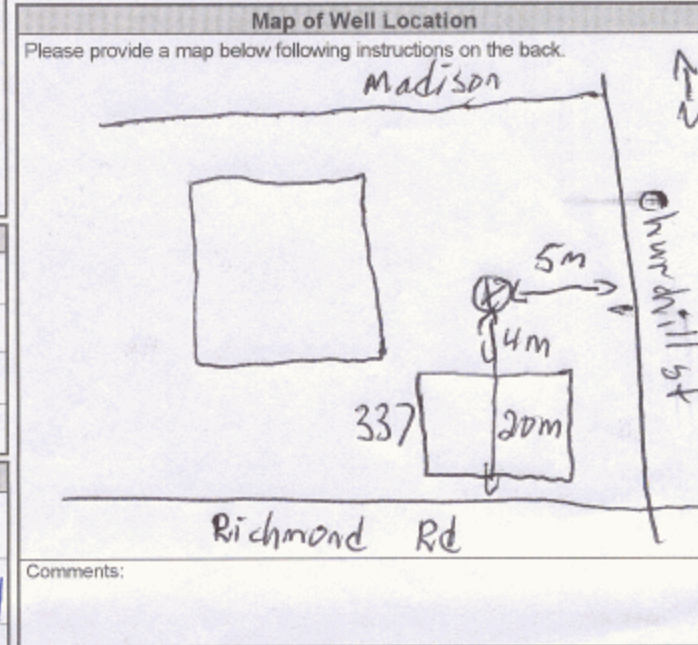 Map of Well Location
Please provide a map below following instructions on the back.
Madison
Churchill St
5m
4m
337
20m
Richmond Rd
Comments: